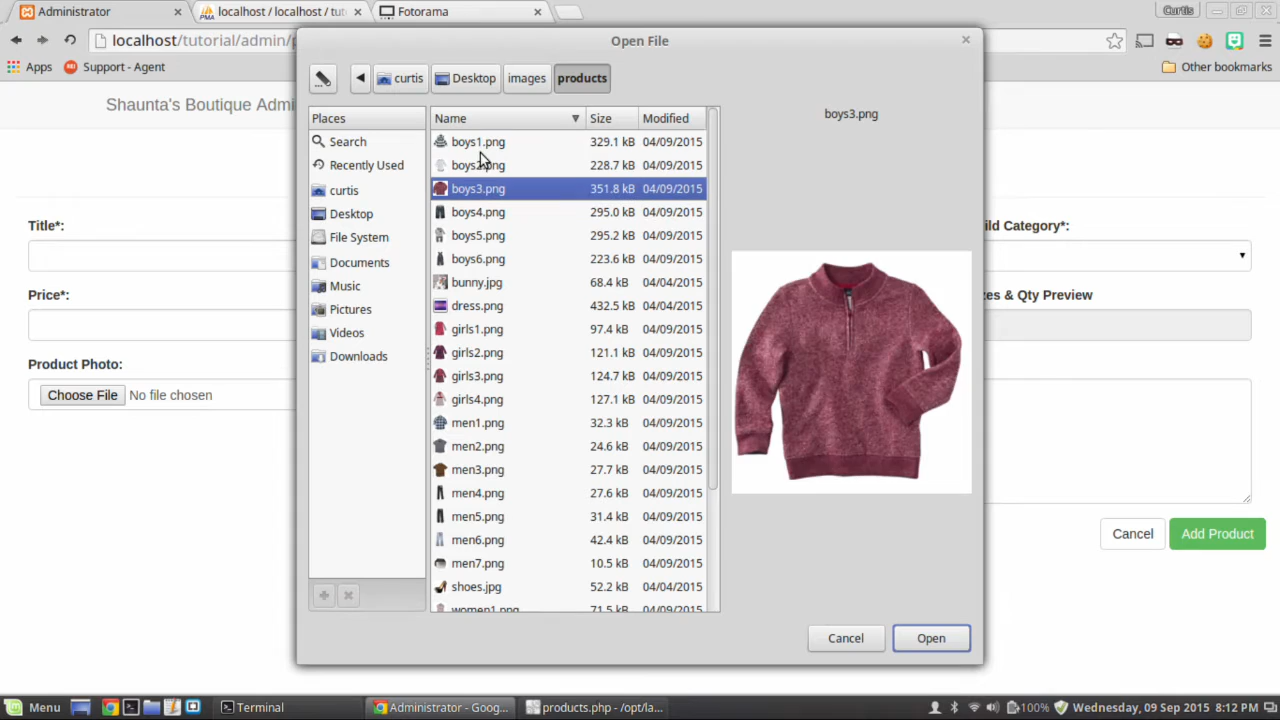 Administrator
localhost / localhost / tut
Fotorama
Curtis
localhost/tutorial/admin/p
Apps
Support - Agent
Other bookmarks
Shaunta's Boutique Admi
Open File
curtis
Desktop
images
products
Places
Name
Size
Modified
boys3.png
Search
Recently Used
curtis
Desktop
File System
Documents
Music
Pictures
Videos
Downloads
boys1.png 329.1 kB 04/09/2015
boys2.png 228.7 kB 04/09/2015
boys3.png 351.8 kB 04/09/2015
boys4.png 295.0 kB 04/09/2015
boys5.png 295.2 kB 04/09/2015
boys6.png 223.6 kB 04/09/2015
bunny.jpg 68.4 kB 04/04/2015
dress.png 432.5 kB 04/04/2015
girls1.png 97.4 kB 04/09/2015
girls2.png 121.1 kB 04/09/2015
girls3.png 124.7 kB 04/09/2015
girls4.png 127.1 kB 04/09/2015
men1.png 32.3 kB 04/09/2015
men2.png 24.6 kB 04/09/2015
men3.png 27.7 kB 04/09/2015
men4.png 27.6 kB 04/09/2015
men5.png 31.4 kB 04/09/2015
men6.png 42.4 kB 04/09/2015
men7.png 10.5 kB 04/09/2015
shoes.jpg 52.2 kB 04/04/2015
women1.png 71.5 kB 04/09/2015
Cancel
Open
Title*:
ild Category*:
Price*:
es & Qty Preview
Product Photo:
Choose File No file chosen
Cancel
Add Product
Menu
Terminal
Administrator - Goog...
products.php - /opt/la...
100%
Wednesday, 09 Sep 2015 8:12 PM